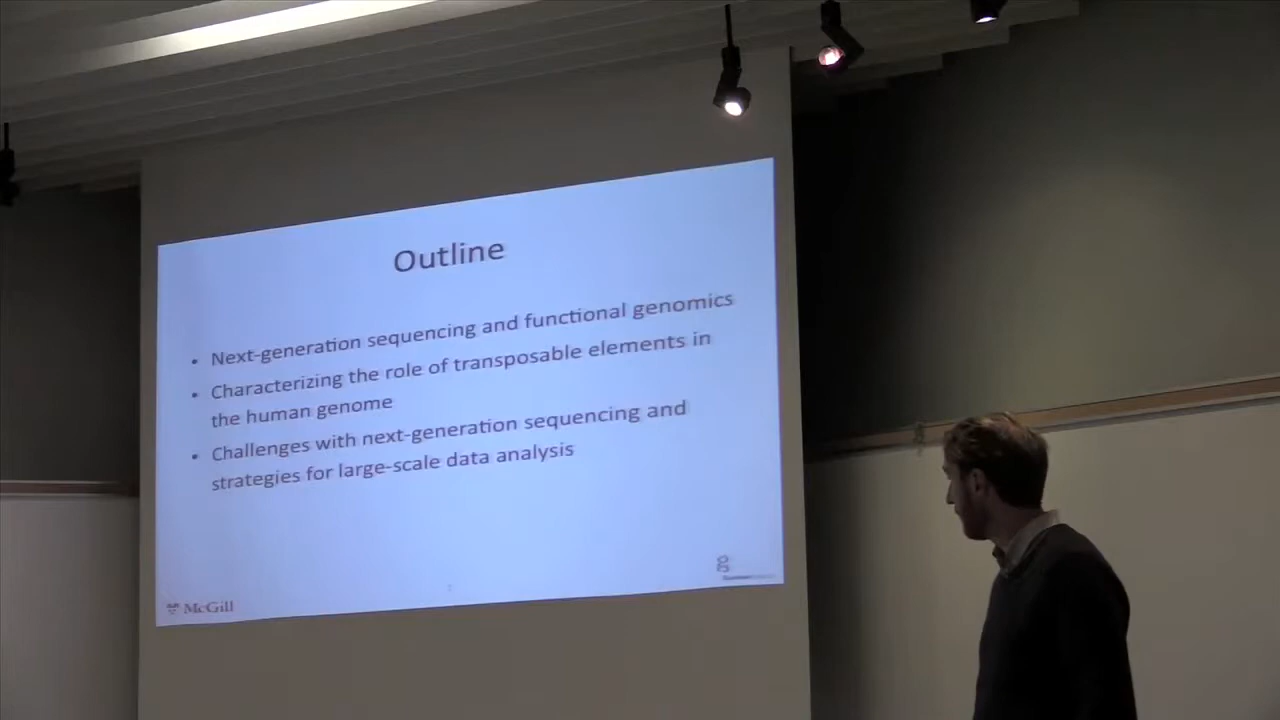 Outline
• Next-generation sequencing and functional genomics
• Characterizing the role of transposable elements in
the human genome
• Challenges with next-generation sequencing and
strategies for large-scale data analysis
McGill